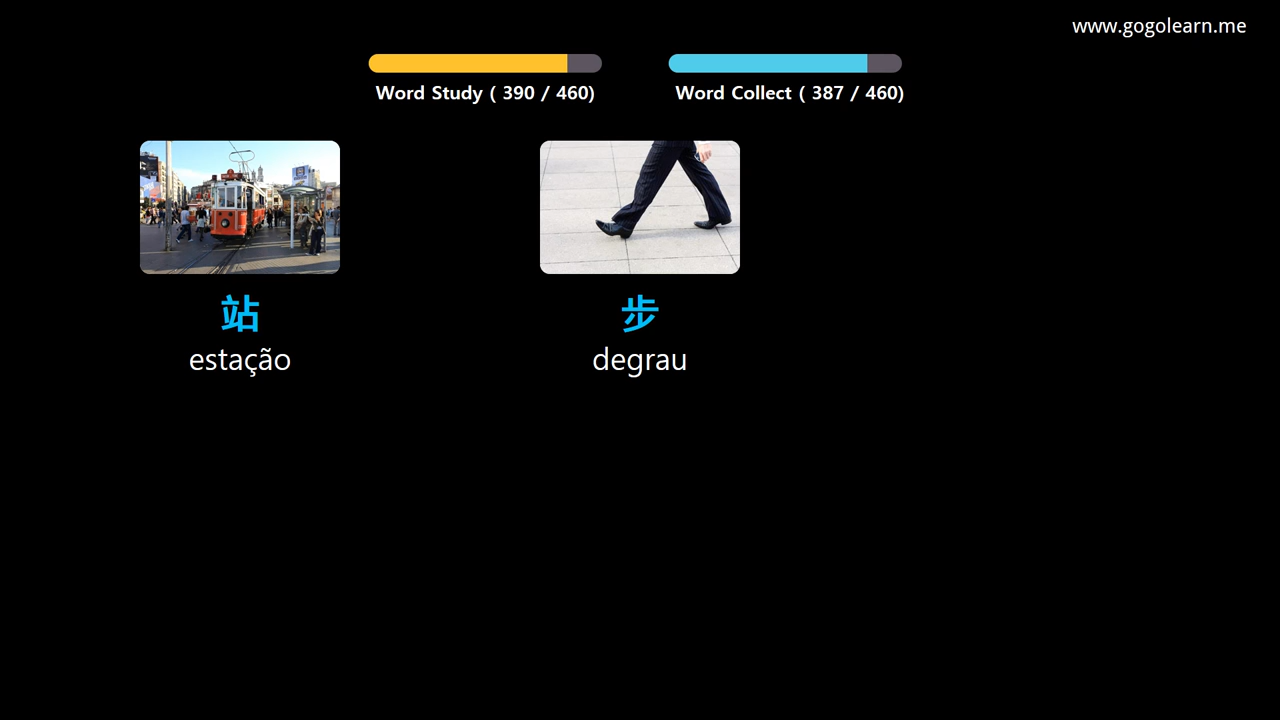 www.gogolearn.me
Word Study ( 390 / 460)
Word Collect ( 387 / 460)
站
estação
步
degrau